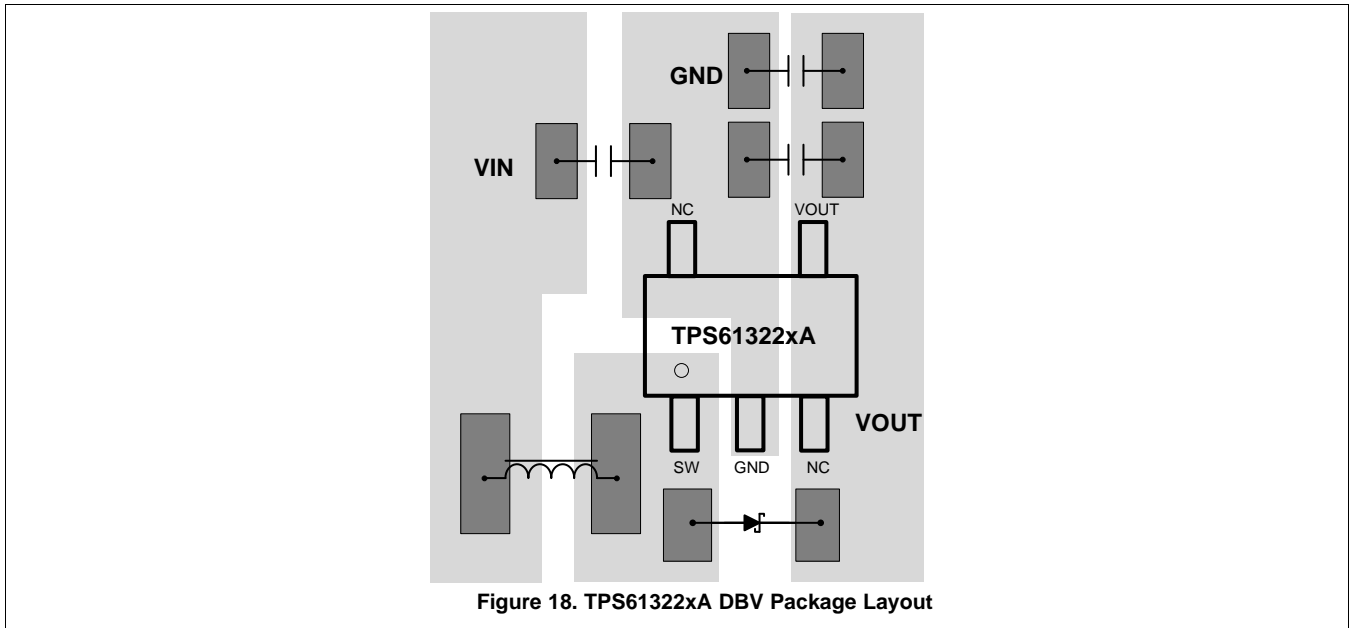 GND
VIN
NC VOUT
TPS61322xA
VOUT
SW GND NC
Figure 18. TPS61322xA DBV Package Layout